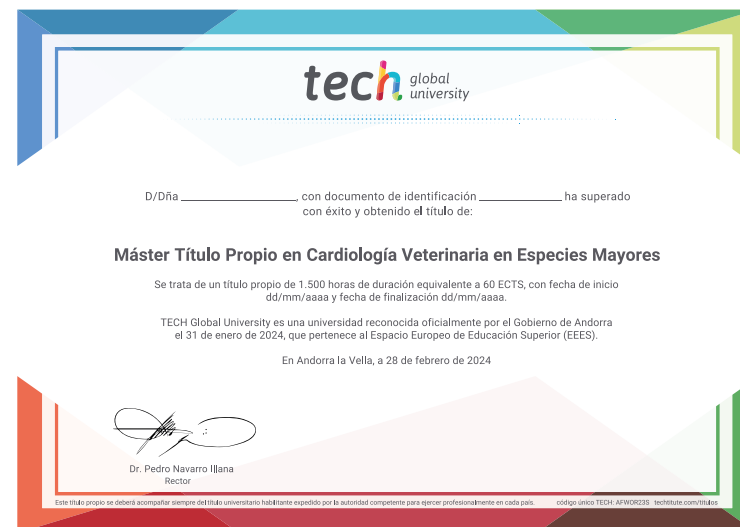 tech global university
D/Dña ____________, con documento de identificación ____________ ha superado
con éxito y obtenido el título de:
Máster Título Propio en Cardiología Veterinaria en Especies Mayores
Se trata de un título propio de 1.500 horas de duración equivalente a 60 ECTS, con fecha de inicio
dd/mm/aaaa y fecha de finalización dd/mm/aaaa.
TECH Global University es una universidad reconocida oficialmente por el Gobierno de Andorra
el 31 de enero de 2024, que pertenece al Espacio Europeo de Educación Superior (EEES).
En Andorra la Vella, a 28 de febrero de 2024
Dr. Pedro Navarro Illana
Rector
Este título propio se deberá acompañar siempre del título universitario habilitante expedido por la autoridad competente para ejercer profesionalmente en cada país. código único TECH: AFWOR23S techtitute.com/titulos